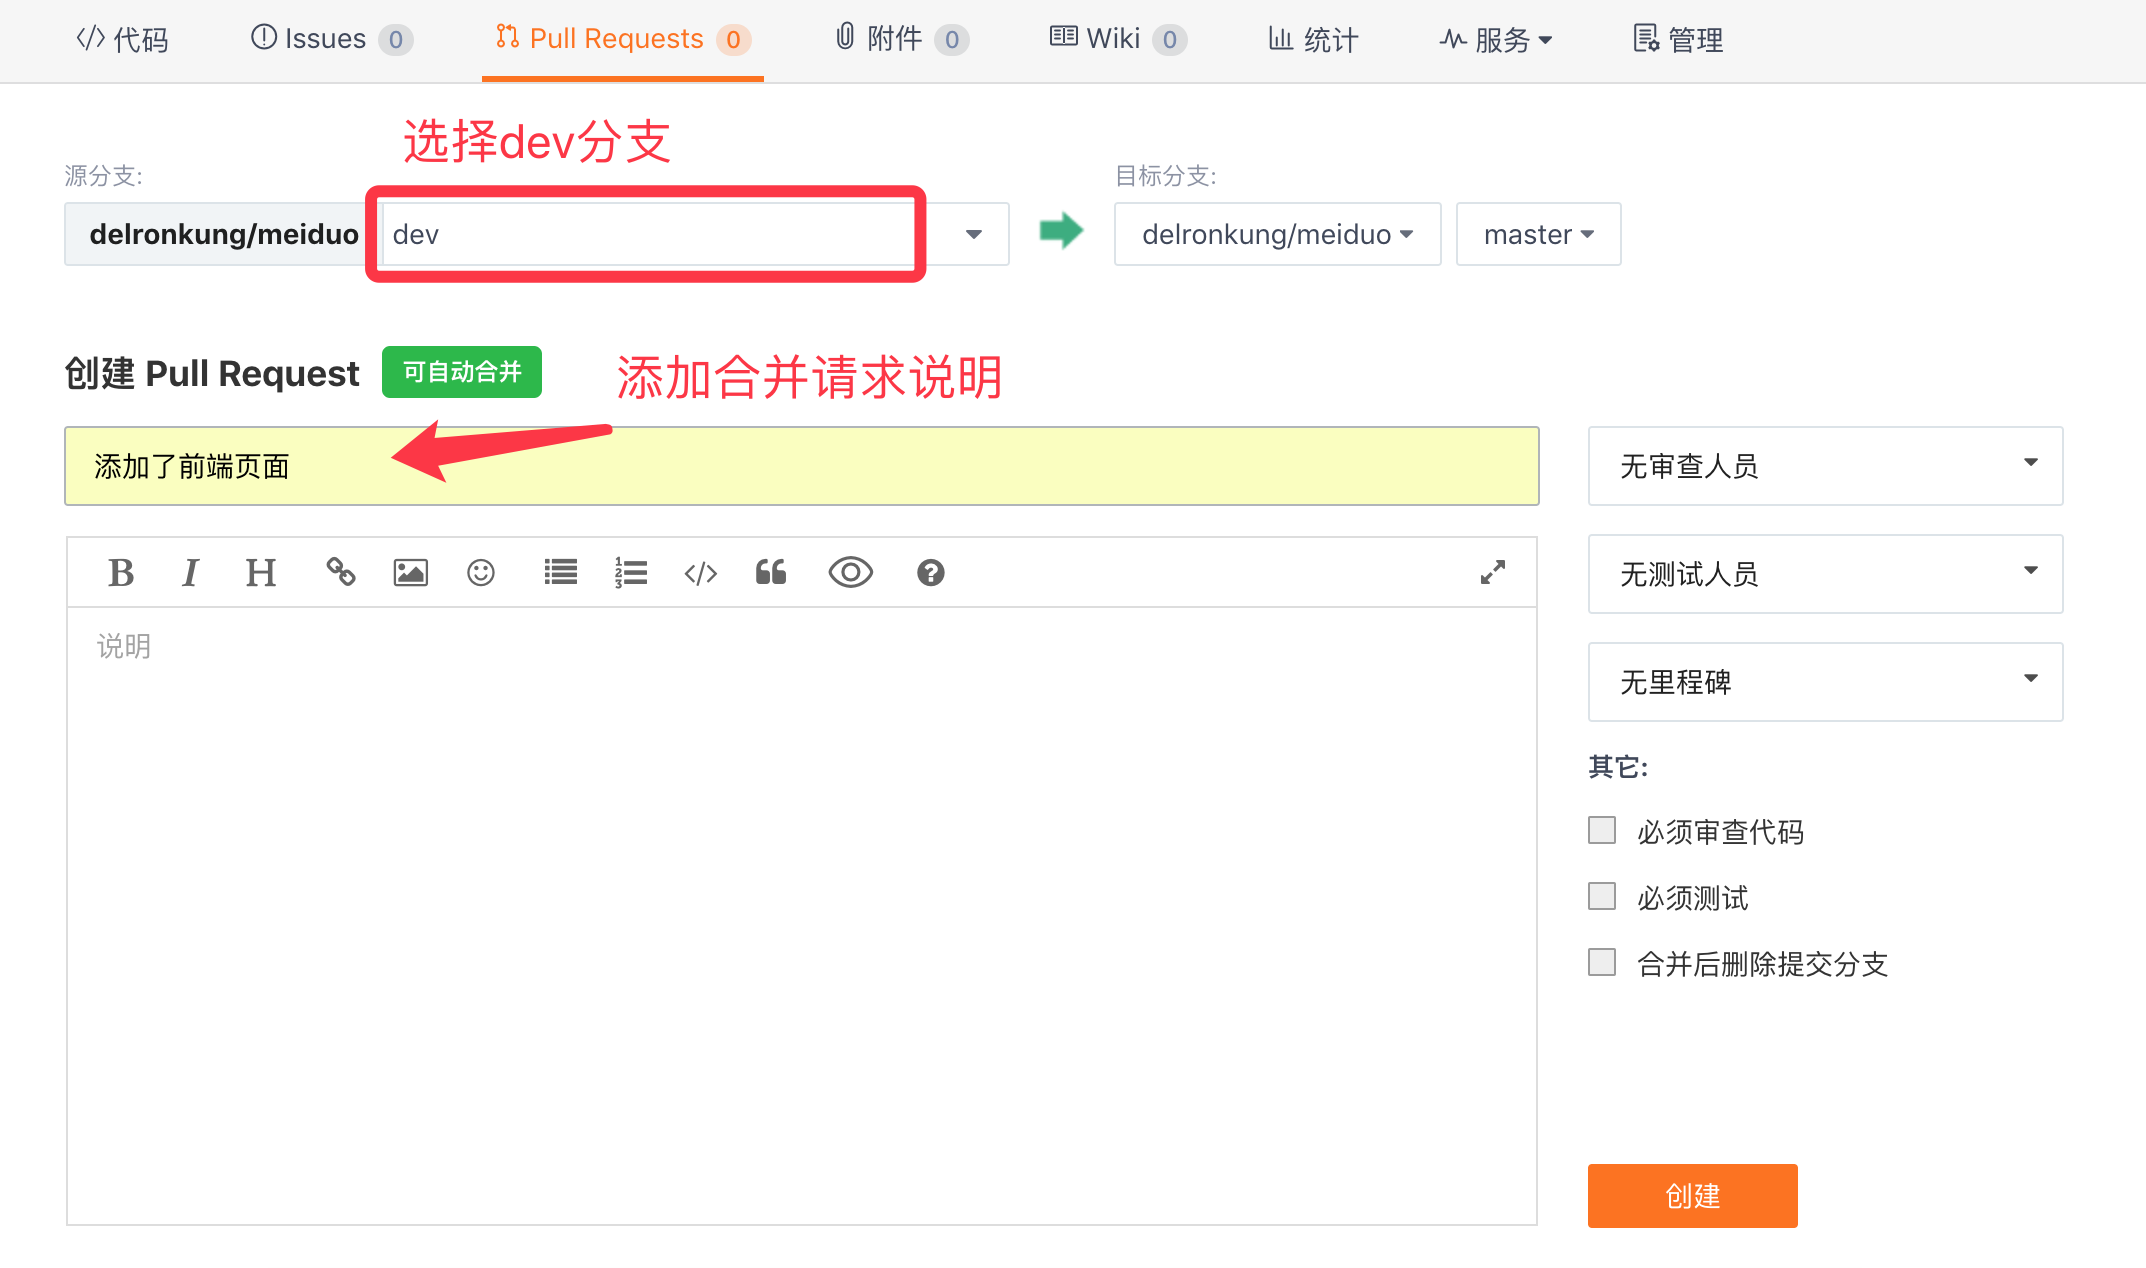 代码 Issues 0 Pull Requests 0 附件 0 Wiki 0 统计 服务 管理
选择dev分支
源分支: 目标分支:
delronkung/meiduo dev delronkung/meiduo master
创建 Pull Request 可自动合并 添加合并请求说明
添加了前端页面 无审查人员
B I H
无测试人员
说明
无里程碑
其它:
必须审查代码
必须测试
合并后删除提交分支
创建